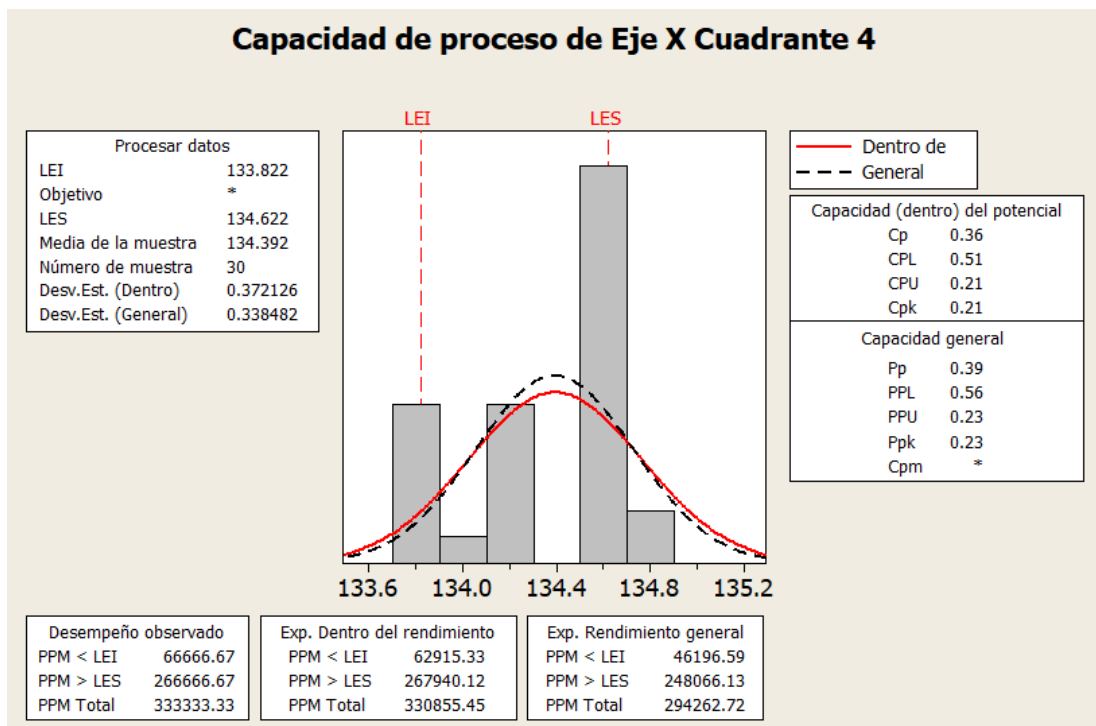 Capacidad de proceso de Eje X Cuadrante 4
LEI LES
Procesar datos
LEI 133.822
Objetivo *
LES 134.622
Media de la muestra 134.392
Número de muestra 30
Desv.Est. (Dentro) 0.372126
Desv.Est. (General) 0.338482
Dentro de
General
Capacidad (dentro) del potencial
Cp 0.36
CPL 0.51
CPU 0.21
Cpk 0.21
Capacidad general
Pp 0.39
PPL 0.56
PPU 0.23
Ppk 0.23
Cpm *
133.6 134.0 134.4 134.8 135.2
Desempeño observado
PPM < LEI 66666.67
PPM > LES 266666.67
PPM Total 333333.33
Exp. Dentro del rendimiento
PPM < LEI 62915.33
PPM > LES 267940.12
PPM Total 330855.45
Exp. Rendimiento general
PPM < LEI 46196.59
PPM > LES 248066.13
PPM Total 294262.72